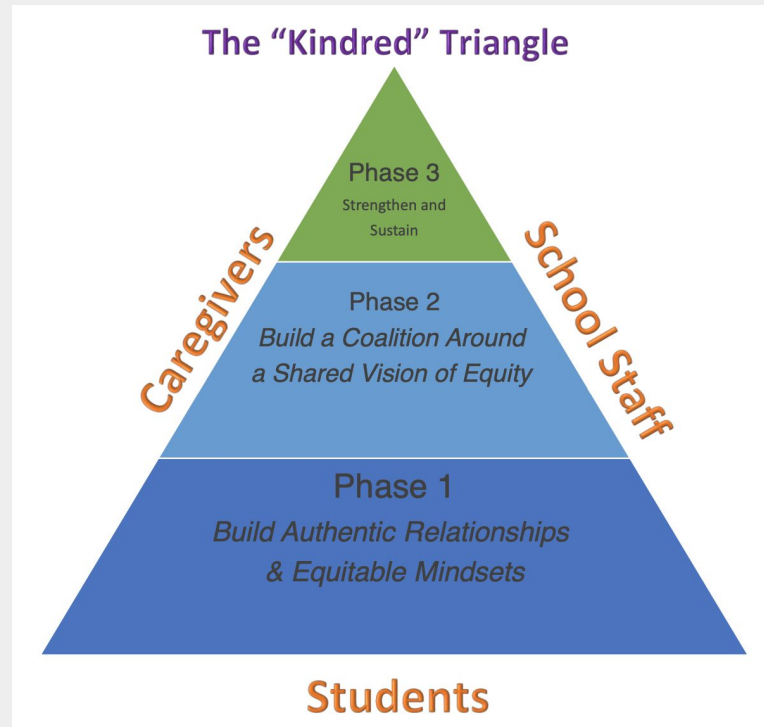 The “Kindred” Triangle
Phase 3
Strengthen and
Sustain
Caregivers
School Staff
Phase 2
Build a Coalition Around
a Shared Vision of Equity
Phase 1
Build Authentic Relationships
& Equitable Mindsets
Students